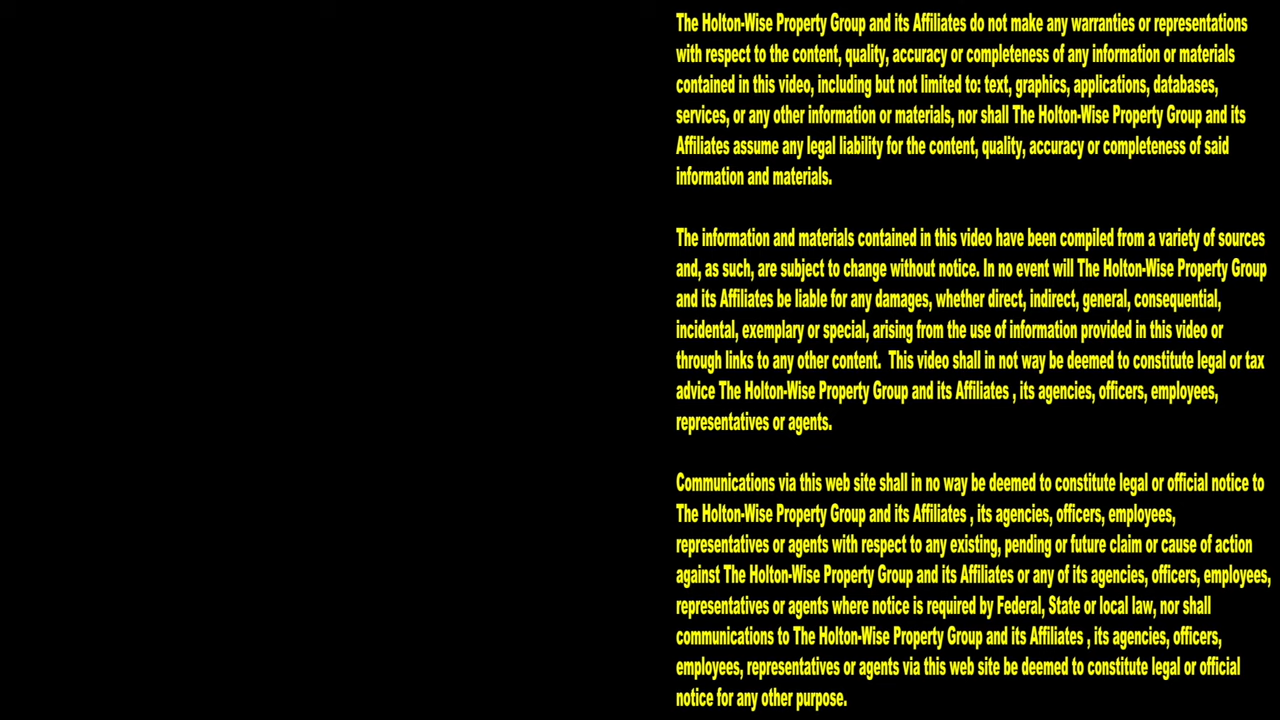 The Holton-Wise Property Group and its Affiliates do not make any warranties or representations
with respect to the content, quality, accuracy or completeness of any information or materials
contained in this video, including but not limited to: text, graphics, applications, databases,
services, or any other information or materials, nor shall The Holton-Wise Property Group and its
Affiliates assume any legal liability for the content, quality, accuracy or completeness of said
information and materials.
The information and materials contained in this video have been compiled from a variety of sources
and, as such, are subject to change without notice. In no event will The Holton-Wise Property Group
and its Affiliates be liable for any damages, whether direct, indirect, general, consequential,
incidental, exemplary or special, arising from the use of information provided in this video or
through links to any other content.  This video shall in not way be deemed to constitute legal or tax
advice The Holton-Wise Property Group and its Affiliates , its agencies, officers, employees,
representatives or agents.
Communications via this web site shall in no way be deemed to constitute legal or official notice to
The Holton-Wise Property Group and its Affiliates , its agencies, officers, employees,
representatives or agents with respect to any existing, pending or future claim or cause of action
against The Holton-Wise Property Group and its Affiliates or any of its agencies, officers, employees,
representatives or agents where notice is required by Federal, State or local law, nor shall
communications to The Holton-Wise Property Group and its Affiliates , its agencies, officers,
employees, representatives or agents via this web site be deemed to constitute legal or official
notice for any other purpose.